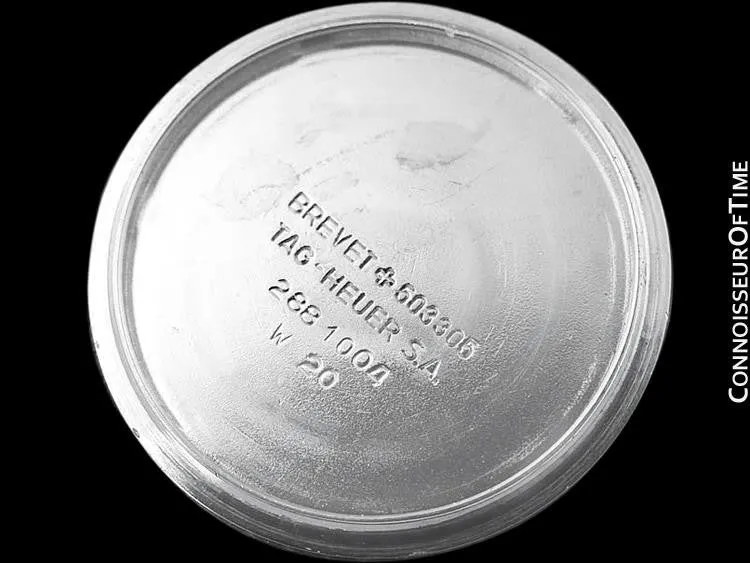 BREVET ✚ 603305
TAG-HEUER S.A.
288 1004
W 20
CONNOISSEUROFTIME